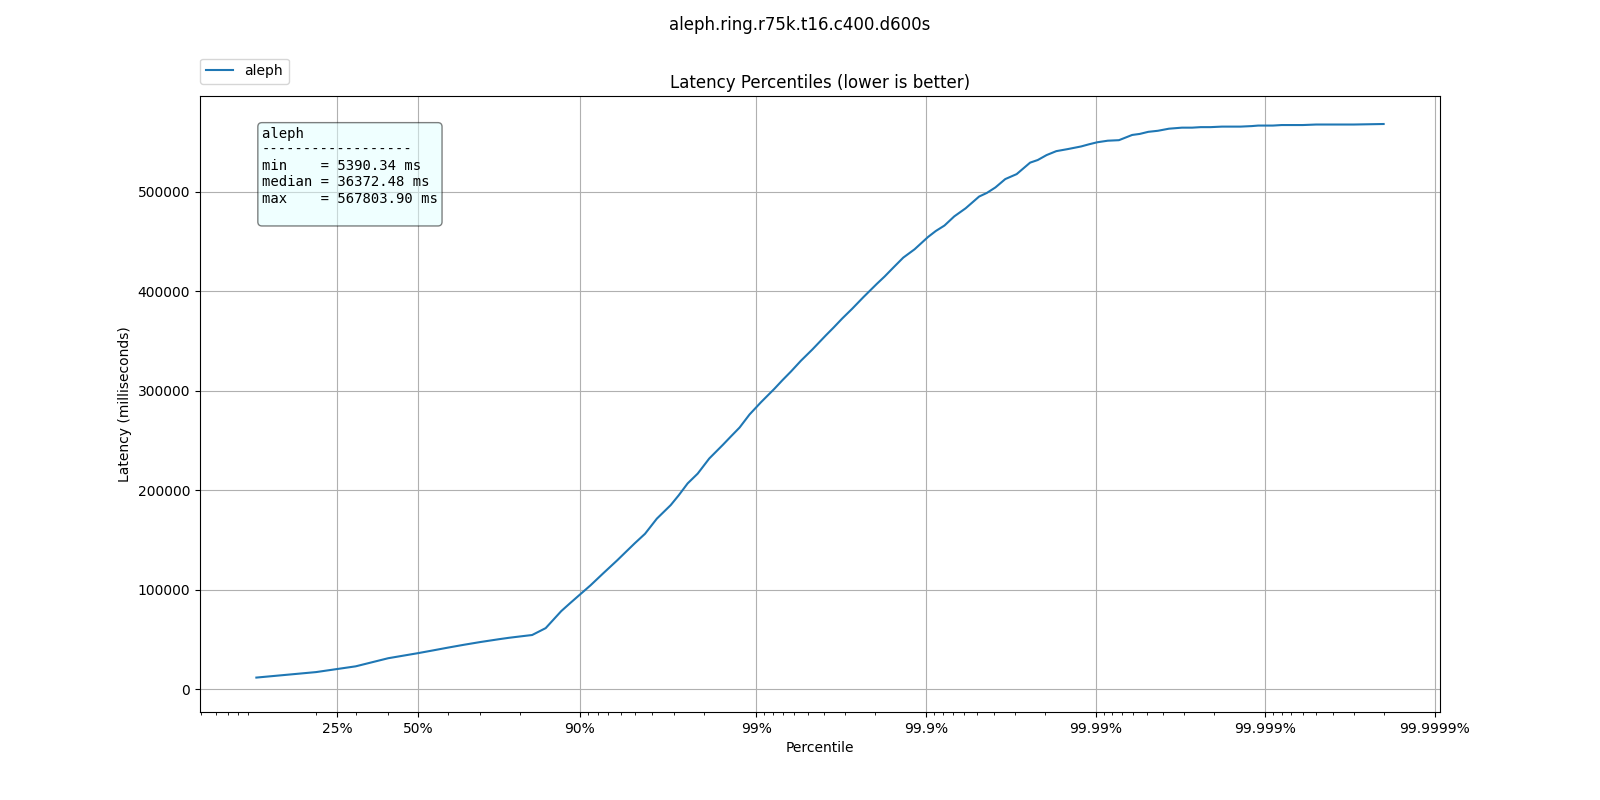 aleph.ring.r75k.t16.c400.d600s
aleph
Latency Percentiles (lower is better)
aleph
------------------
min    = 5390.34 ms
median = 36372.48 ms
max    = 567803.90 ms
500000
400000
300000
200000
100000
0
Latency (milliseconds)
25% 50% 90% 99% 99.9% 99.99% 99.999% 99.9999%
Percentile